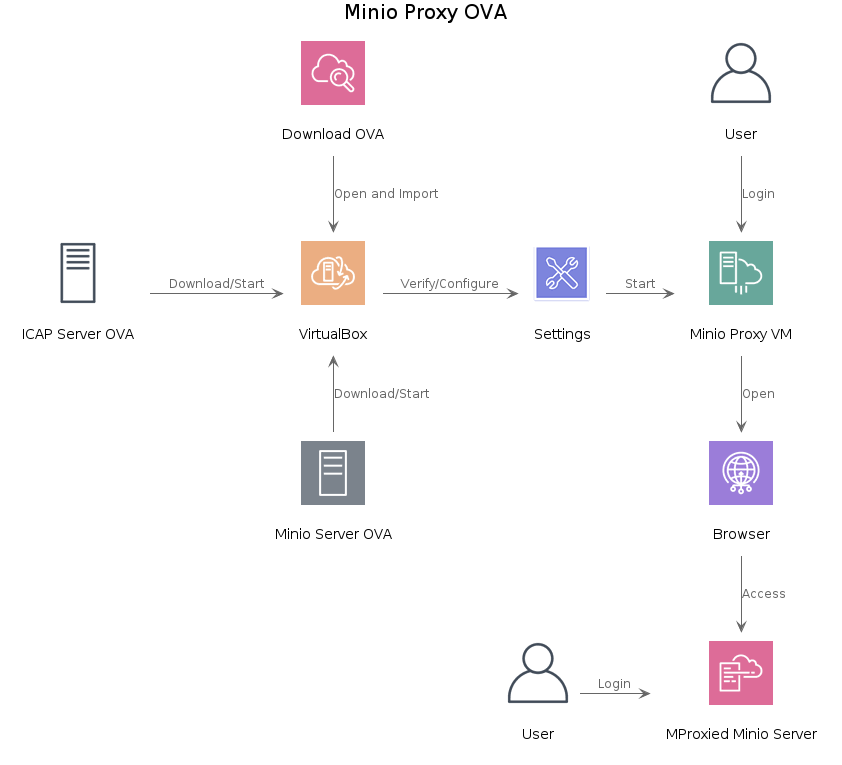 Minio Proxy OVA
Download OVA
User
Open and Import
Login
Download/Start
Verify/Configure
Start
ICAP Server OVA
VirtualBox
Settings
Minio Proxy VM
Download/Start
Open
Minio Server OVA
Browser
Access
Login
User
MProxied Minio Server